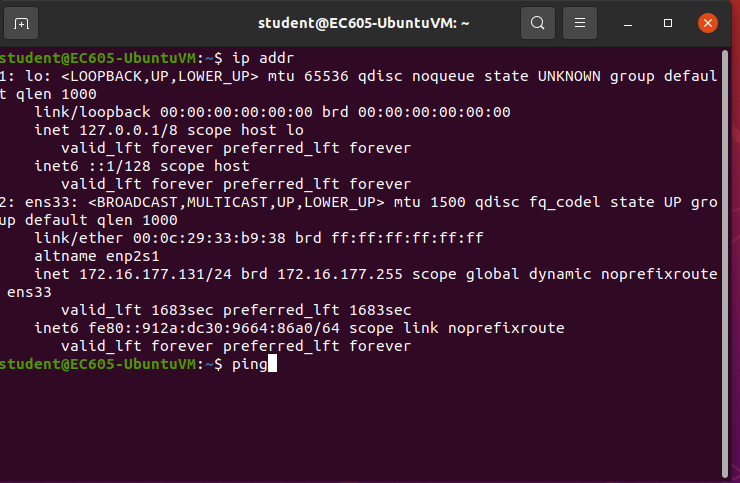 student@EC605-UbuntuVM: ~
student@EC605-UbuntuVM:~$ ip addr
1: lo: <LOOPBACK,UP,LOWER_UP> mtu 65536 qdisc noqueue state UNKNOWN group defaul
t qlen 1000
    link/loopback 00:00:00:00:00:00 brd 00:00:00:00:00:00
    inet 127.0.0.1/8 scope host lo
       valid_lft forever preferred_lft forever
    inet6 ::1/128 scope host
       valid_lft forever preferred_lft forever
2: ens33: <BROADCAST,MULTICAST,UP,LOWER_UP> mtu 1500 qdisc fq_codel state UP gro
up default qlen 1000
    link/ether 00:0c:29:33:b9:38 brd ff:ff:ff:ff:ff:ff
    altname enp2s1
    inet 172.16.177.131/24 brd 172.16.177.255 scope global dynamic noprefixroute
 ens33
       valid_lft 1683sec preferred_lft 1683sec
    inet6 fe80::912a:dc30:9664:86a0/64 scope link noprefixroute
       valid_lft forever preferred_lft forever
student@EC605-UbuntuVM:~$ ping